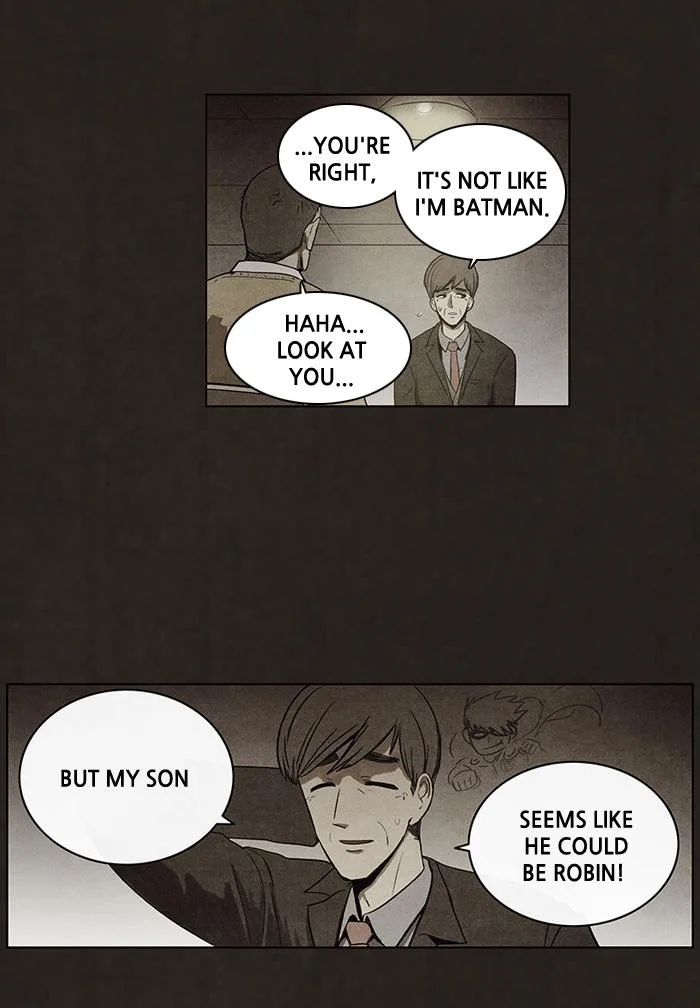 ...YOU'RE
RIGHT,
IT'S NOT LIKE
I'M BATMAN.
HAHA...
LOOK AT
YOU...
BUT MY SON
SEEMS LIKE
HE COULD
BE ROBIN!